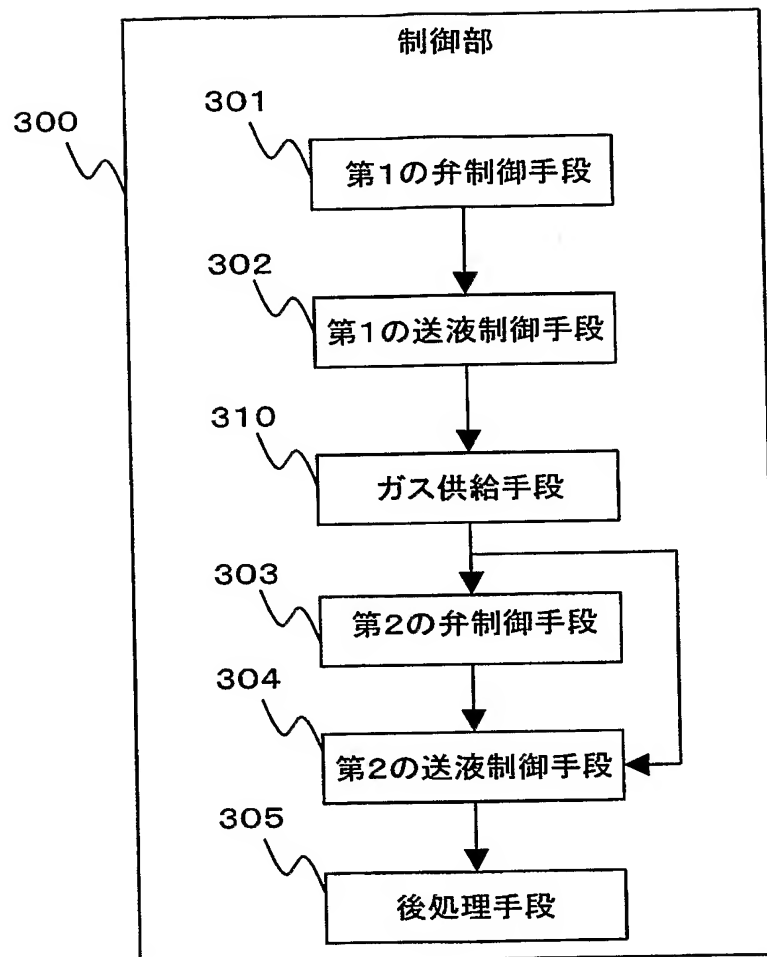 制御部
300
301
第1の弁制御手段
302
第1の送液制御手段
310
ガス供給手段
303
第2の弁制御手段
304
第2の送液制御手段
305
後処理手段